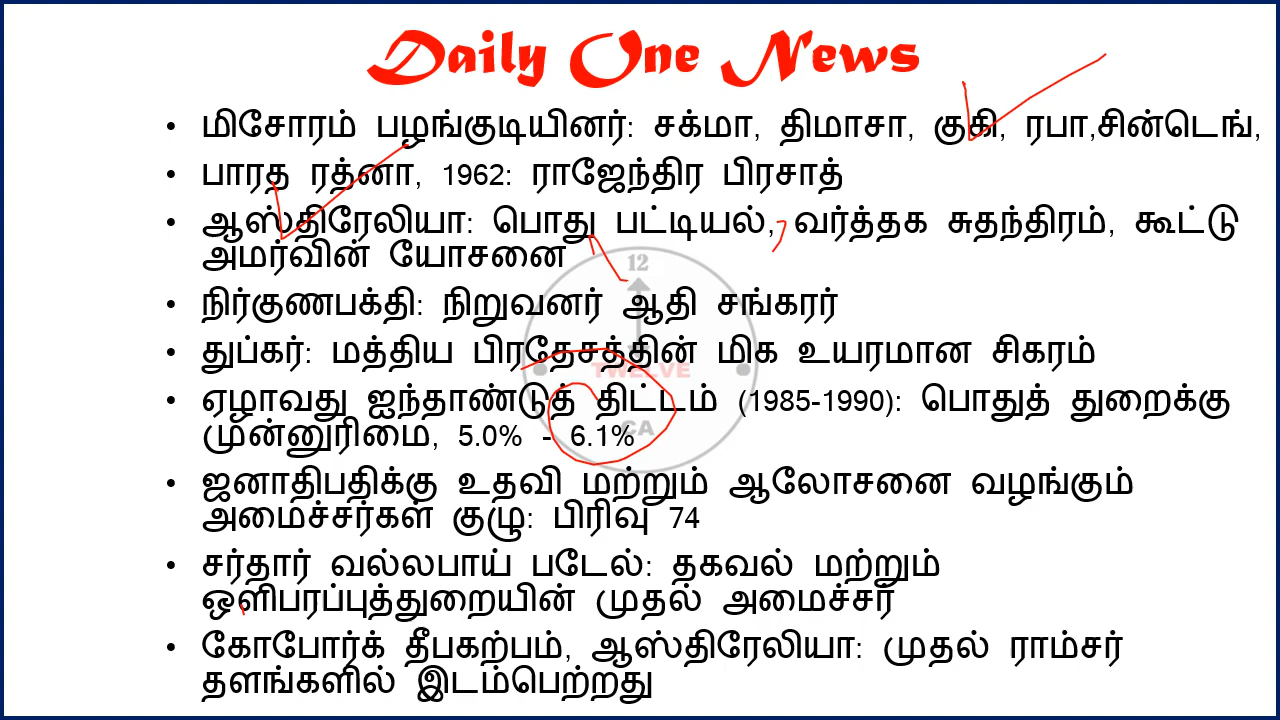 Daily One News
• மிசோரம் பழங்குடியினர்: சக்மா, திமாசா, குகி, ரபா,சின்டெங்,
• பாரத ரத்னா, 1962: ராஜேந்திர பிரசாத்
• ஆஸ்திரேலியா: பொது பட்டியல், வர்த்தக சுதந்திரம், கூட்டு
அமர்வின் யோசனை
12
• நிர்குணபக்தி: நிறுவனர் ஆதி சங்கரர்
• துப்கர்: மத்திய பிரதேசத்தின் மிக உயரமான சிகரம்
TWELVE
• ஏழாவது ஐந்தாண்டுத் திட்டம் (1985-1990): பொதுத் துறைக்கு
முன்னுரிமை, 5.0% - 6.1%
CA
• ஜனாதிபதிக்கு உதவி மற்றும் ஆலோசனை வழங்கும்
அமைச்சர்கள் குழு: பிரிவு 74
• சர்தார் வல்லபாய் படேல்: தகவல் மற்றும்
ஒளிபரப்புத்துறையின் முதல் அமைச்சர்
• கோபோர்க் தீபகற்பம், ஆஸ்திரேலியா: முதல் ராம்சர்
தளங்களில் இடம்பெற்றது